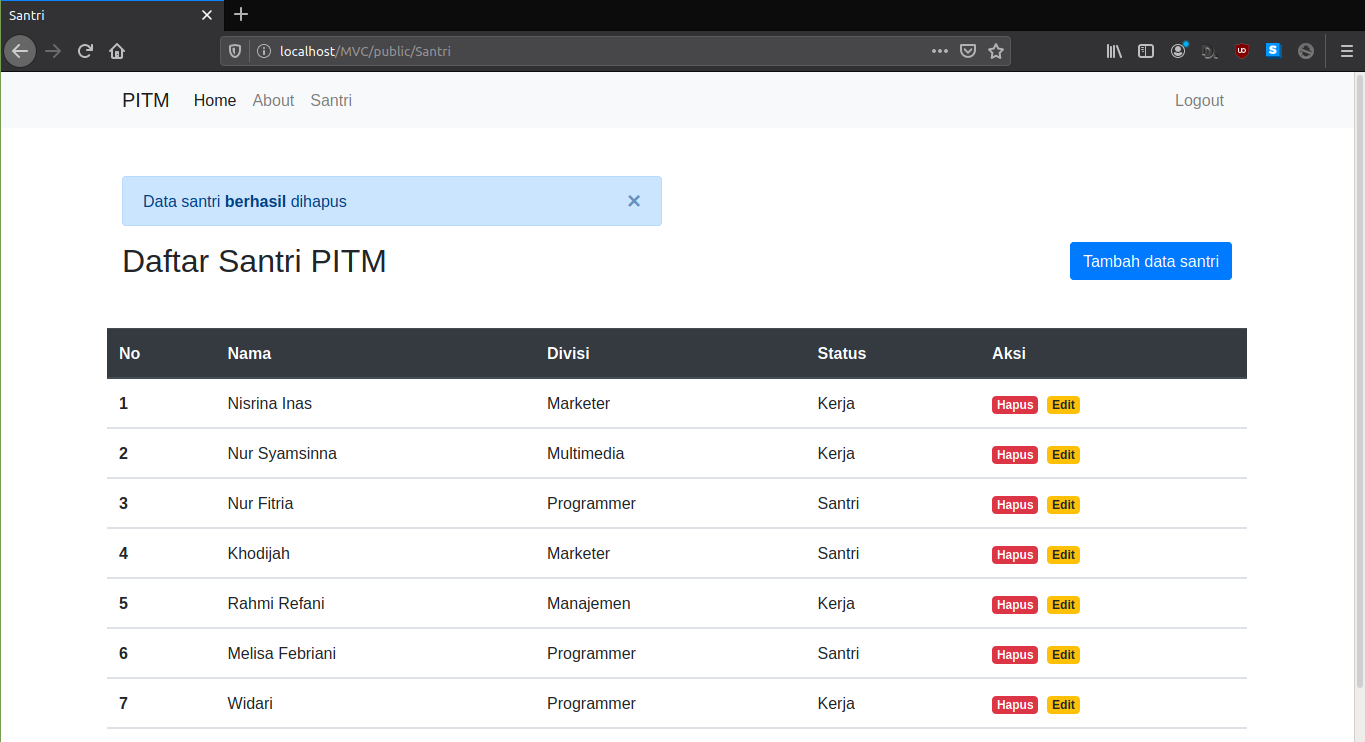 Santri
localhost/MVC/public/Santri
PITM Home About Santri Logout
Data santri berhasil dihapus ×
Daftar Santri PITM
Tambah data santri
No Nama Divisi Status Aksi
1 Nisrina Inas Marketer Kerja Hapus Edit
2 Nur Syamsinna Multimedia Kerja Hapus Edit
3 Nur Fitria Programmer Santri Hapus Edit
4 Khodijah Marketer Santri Hapus Edit
5 Rahmi Refani Manajemen Kerja Hapus Edit
6 Melisa Febriani Programmer Santri Hapus Edit
7 Widari Programmer Kerja Hapus Edit